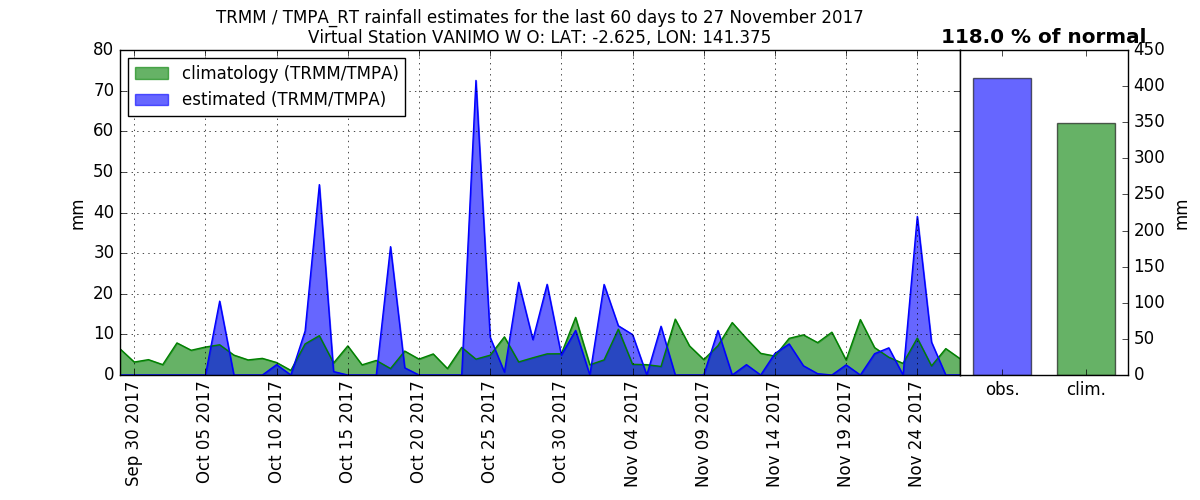 TRMM / TMPA_RT rainfall estimates for the last 60 days to 27 November 2017
Virtual Station VANIMO W O: LAT: -2.625, LON: 141.375
118.0 % of normal
climatology (TRMM/TMPA)
estimated (TRMM/TMPA)
mm
80
70
60
50
40
30
20
10
0
Sep 30 2017
Oct 05 2017
Oct 10 2017
Oct 15 2017
Oct 20 2017
Oct 25 2017
Oct 30 2017
Nov 04 2017
Nov 09 2017
Nov 14 2017
Nov 19 2017
Nov 24 2017
obs.
clim.
450
400
350
300
250
200
150
100
50
0
mm